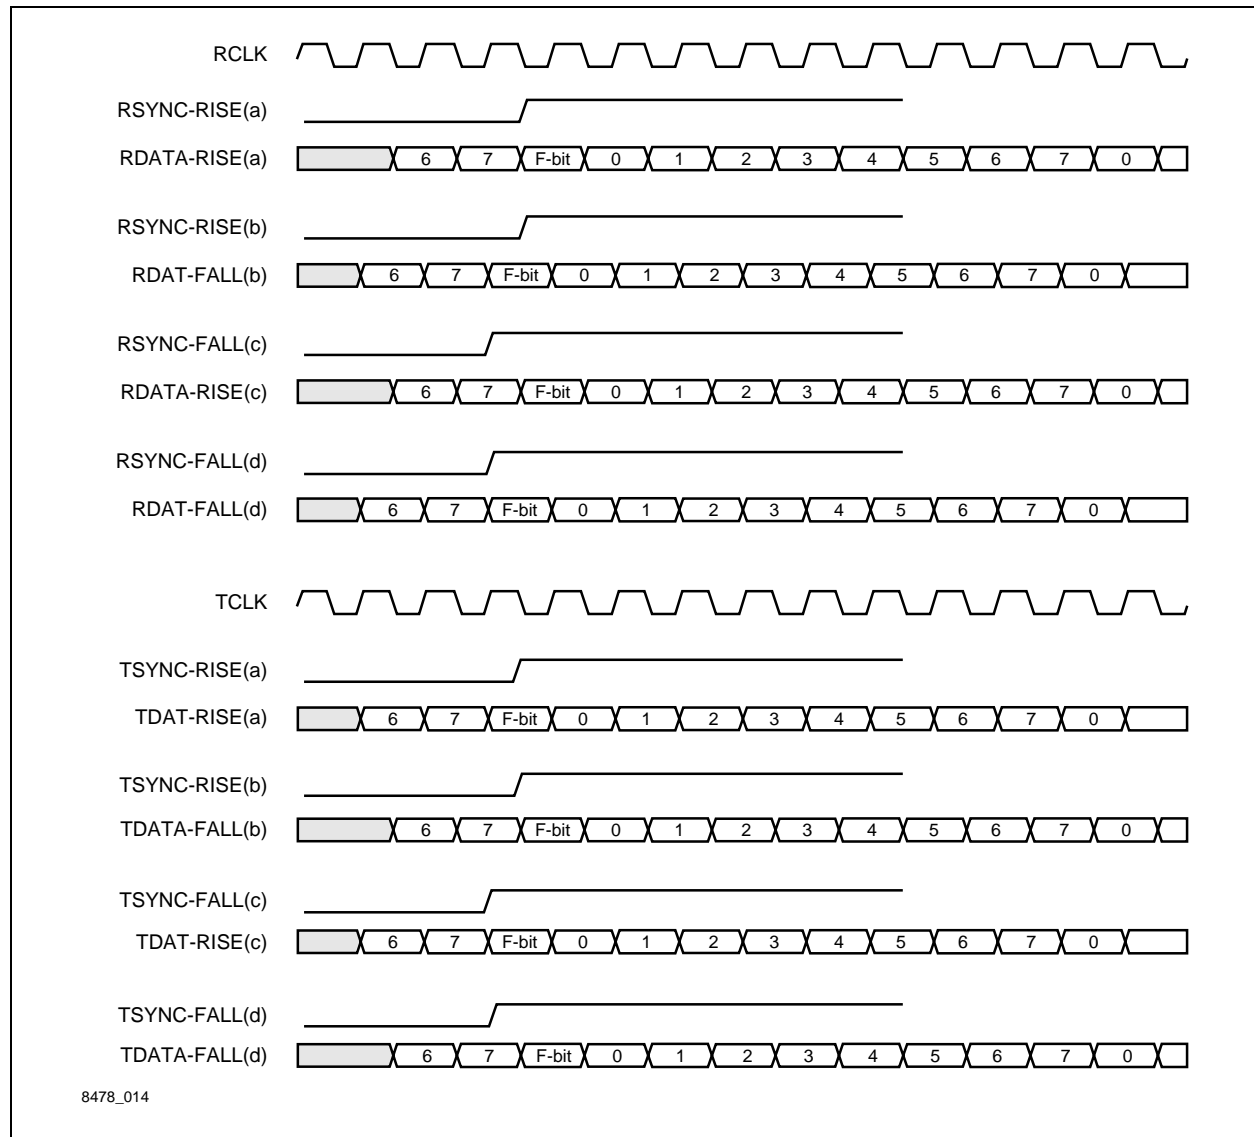 RCLK
RSYNC-RISE(a)
RDATA-RISE(a) 6 7 F-bit 0 1 2 3 4 5 6 7 0
RSYNC-RISE(b)
RDAT-FALL(b) 6 7 F-bit 0 1 2 3 4 5 6 7 0
RSYNC-FALL(c)
RDATA-RISE(c) 6 7 F-bit 0 1 2 3 4 5 6 7 0
RSYNC-FALL(d)
RDAT-FALL(d) 6 7 F-bit 0 1 2 3 4 5 6 7 0
TCLK
TSYNC-RISE(a)
TDAT-RISE(a) 6 7 F-bit 0 1 2 3 4 5 6 7 0
TSYNC-RISE(b)
TDATA-FALL(b) 6 7 F-bit 0 1 2 3 4 5 6 7 0
TSYNC-FALL(c)
TDAT-RISE(c) 6 7 F-bit 0 1 2 3 4 5 6 7 0
TSYNC-FALL(d)
TDATA-FALL(d) 6 7 F-bit 0 1 2 3 4 5 6 7 0
8478_014